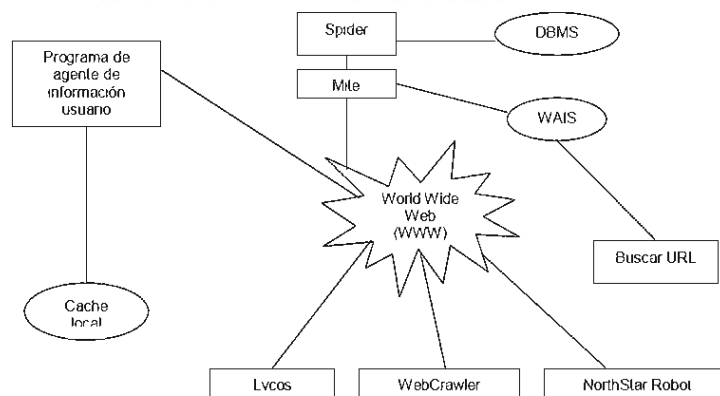 Programa de
agente de
información
usuario
Spider
DBMS
Mite
WAIS
World Wide
Web
(WWW)
Buscar URL
Cache
local
Lycos
WebCrawler
NorthStar Robot